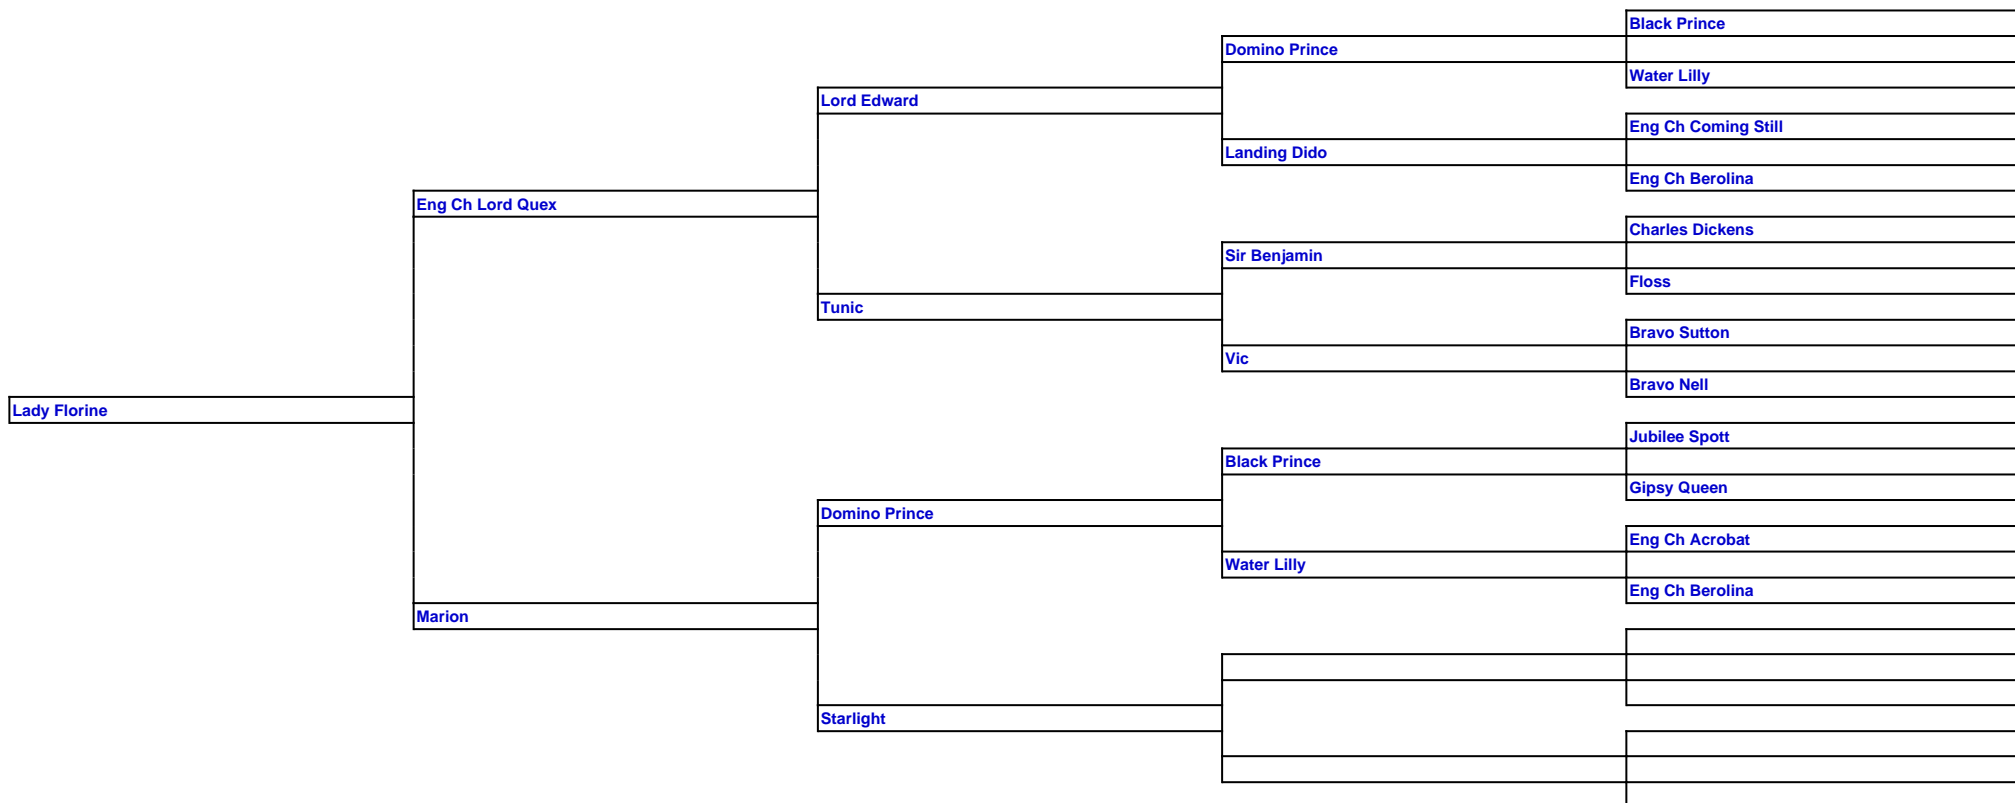 Black Prince
Domino Prince
Water Lilly
Lord Edward
Eng Ch Coming Still
Landing Dido
Eng Ch Berolina
Eng Ch Lord Quex
Charles Dickens
Sir Benjamin
Floss
Tunic
Bravo Sutton
Vic
Bravo Nell
Lady Florine
Jubilee Spott
Black Prince
Gipsy Queen
Domino Prince
Eng Ch Acrobat
Water Lilly
Eng Ch Berolina
Marion
Starlight